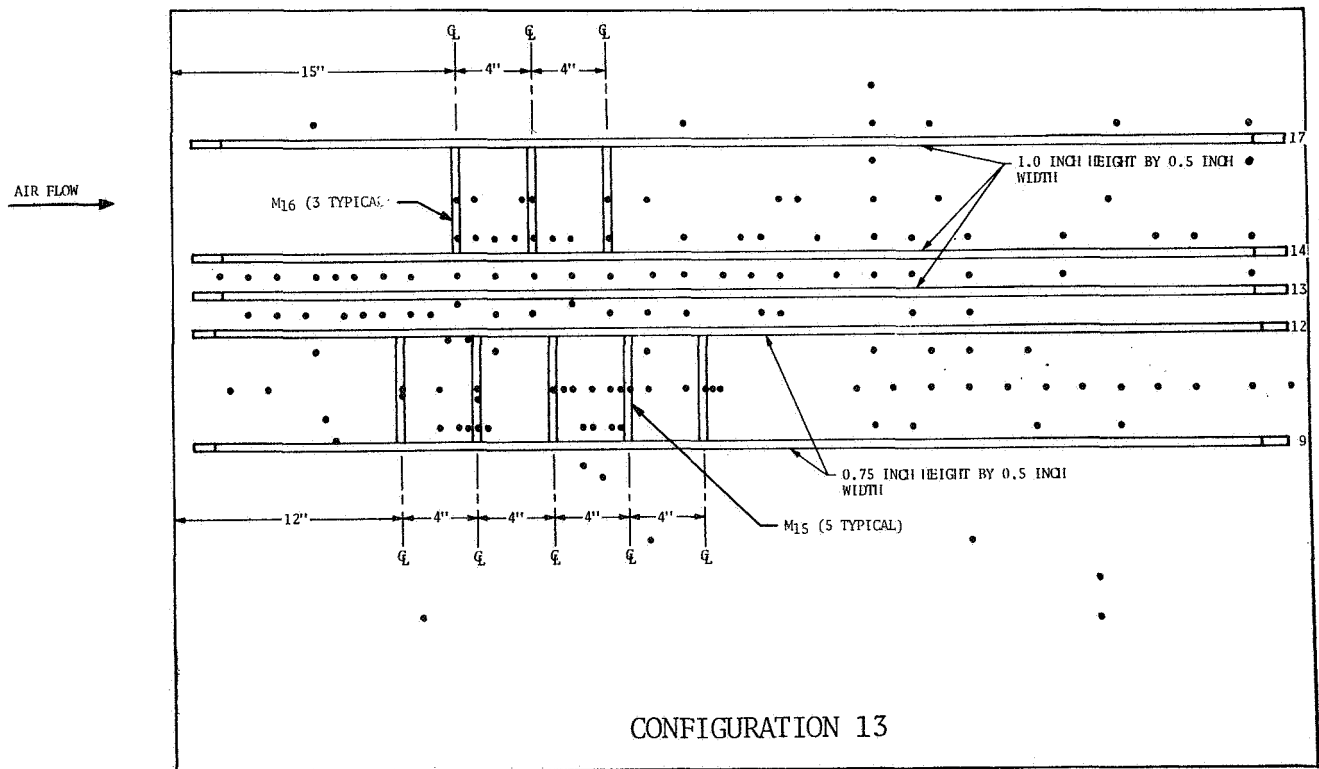 ℄ ℄ ℄
15" 4" 4"
17
1.0 INCH HEIGHT BY 0.5 INCH
WIDTH
AIR FLOW
M16 (3 TYPICAL)
14
13
12
9
0.75 INCH HEIGHT BY 0.5 INCH
WIDTH
12" 4" 4" 4" 4"
M15 (5 TYPICAL)
℄ ℄ ℄ ℄ ℄
CONFIGURATION 13